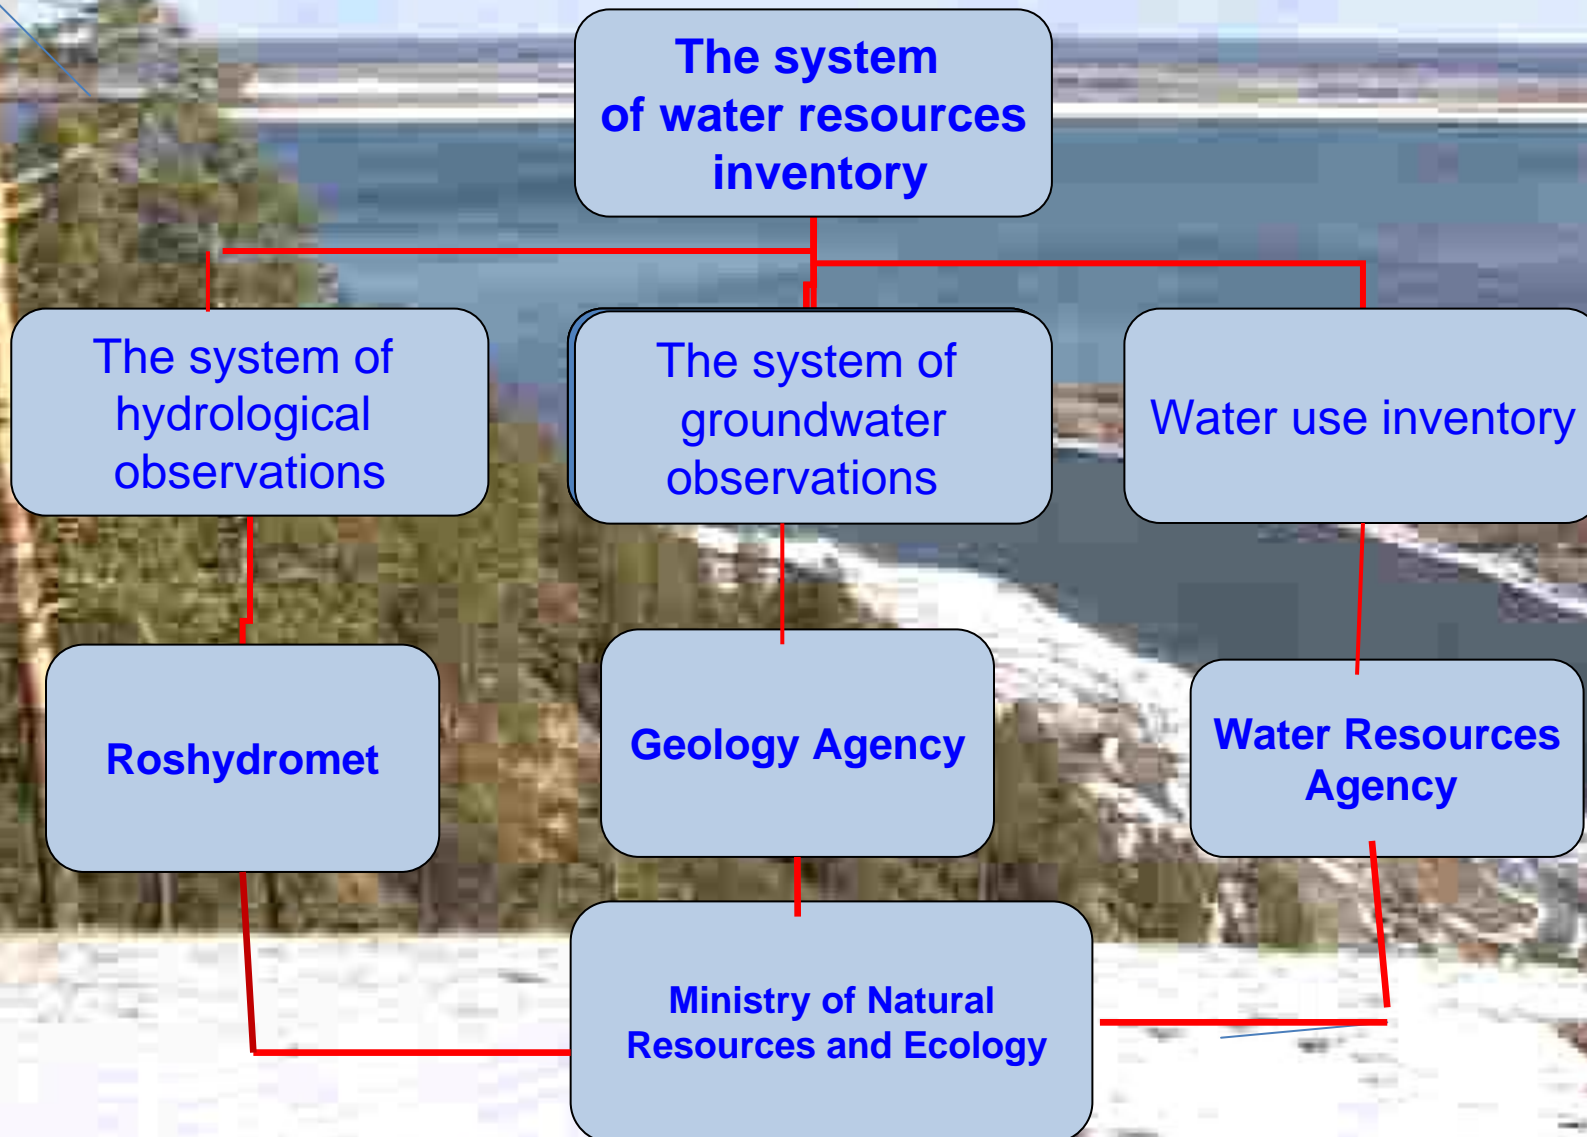 The system
of water resources
inventory
The system of
hydrological
observations
The system of
groundwater
observations
Water use inventory
Roshydromet
Geology Agency
Water Resources
Agency
Ministry of Natural
Resources and Ecology